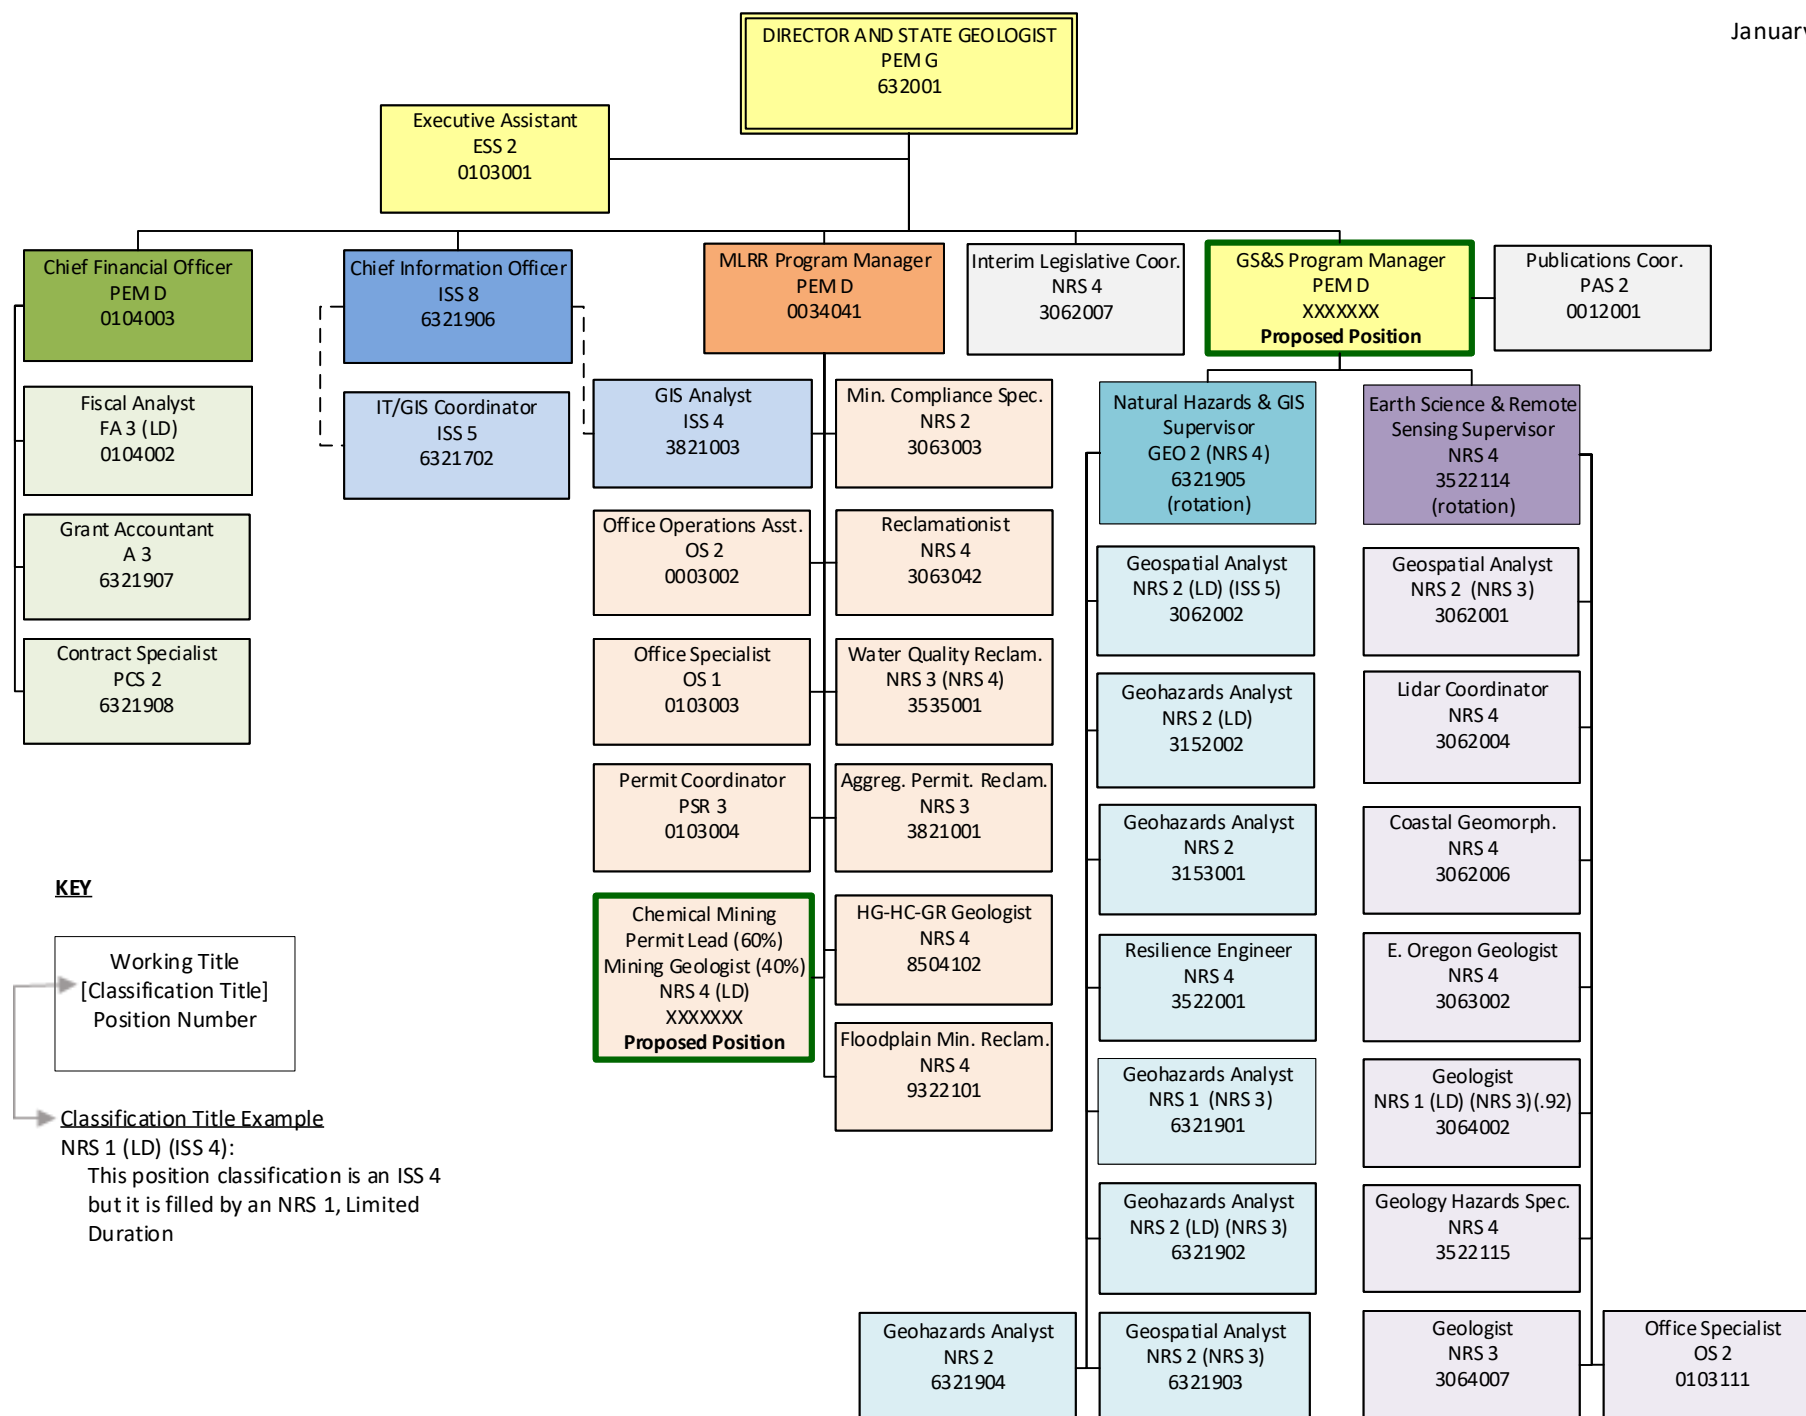 January
DIRECTOR AND STATE GEOLOGIST
PEM G
632001
Executive Assistant
ESS 2
0103001
Chief Financial Officer
PEM D
0104003
Chief Information Officer
ISS 8
6321906
MLRR Program Manager
PEM D
0034041
Interim Legislative Coor.
NRS 4
3062007
GS&S Program Manager
PEM D
XXXXXXX
Proposed Position
Publications Coor.
PAS 2
0012001
Fiscal Analyst
FA 3 (LD)
0104002
IT/GIS Coordinator
ISS 5
6321702
GIS Analyst
ISS 4
3821003
Min. Compliance Spec.
NRS 2
3063003
Natural Hazards & GIS
Supervisor
GEO 2 (NRS 4)
6321905
(rotation)
Earth Science & Remote
Sensing Supervisor
NRS 4
3522114
(rotation)
Grant Accountant
A 3
6321907
Office Operations Asst.
OS 2
0003002
Reclamationist
NRS 4
3063042
Geospatial Analyst
NRS 2 (LD) (ISS 5)
3062002
Geospatial Analyst
NRS 2 (NRS 3)
3062001
Contract Specialist
PCS 2
6321908
Office Specialist
OS 1
0103003
Water Quality Reclam.
NRS 3 (NRS 4)
3535001
Geohazards Analyst
NRS 2 (LD)
3152002
Lidar Coordinator
NRS 4
3062004
Permit Coordinator
PSR 3
0103004
Aggreg. Permit. Reclam.
NRS 3
3821001
Geohazards Analyst
NRS 2
3153001
Coastal Geomorph.
NRS 4
3062006
KEY
Working Title
[Classification Title]
Position Number
Chemical Mining
Permit Lead (60%)
Mining Geologist (40%)
NRS 4 (LD)
XXXXXXX
Proposed Position
HG-HC-GR Geologist
NRS 4
8504102
Resilience Engineer
NRS 4
3522001
E. Oregon Geologist
NRS 4
3063002
Floodplain Min. Reclam.
NRS 4
9322101
Geohazards Analyst
NRS 1 (NRS 3)
6321901
Geologist
NRS 1 (LD) (NRS 3)(.92)
3064002
Classification Title Example
NRS 1 (LD) (ISS 4):
This position classification is an ISS 4
but it is filled by an NRS 1, Limited
Duration
Geohazards Analyst
NRS 2 (LD) (NRS 3)
6321902
Geology Hazards Spec.
NRS 4
3522115
Geohazards Analyst
NRS 2
6321904
Geospatial Analyst
NRS 2 (NRS 3)
6321903
Geologist
NRS 3
3064007
Office Specialist
OS 2
0103111